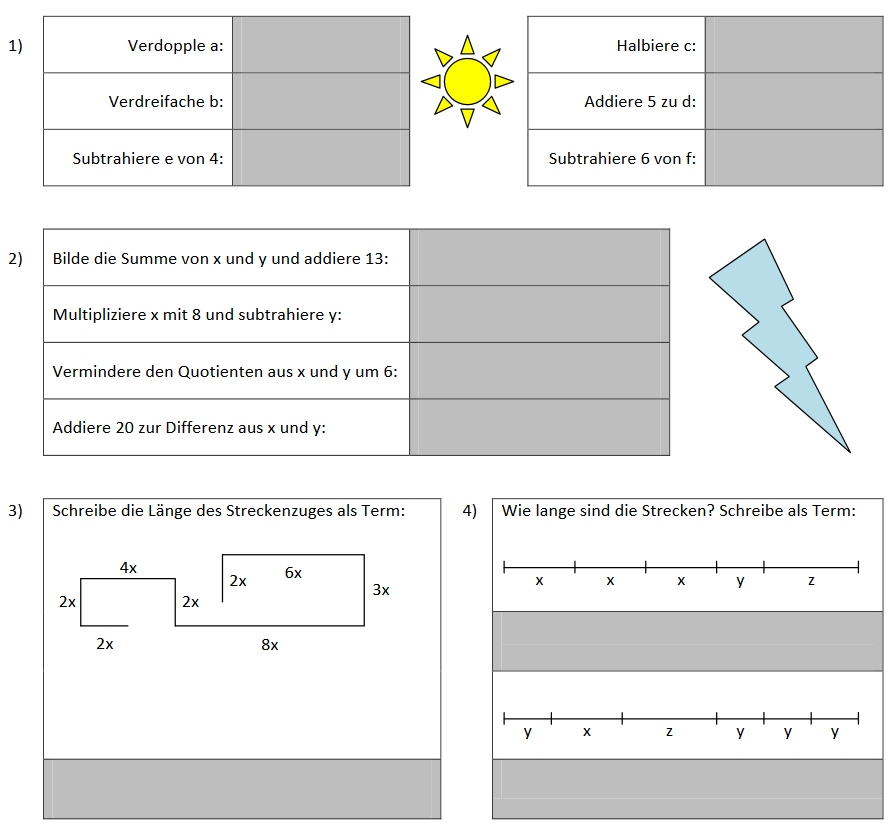 1)
Verdopple a:
Verdreifache b:
Subtrahiere e von 4:
Halbiere c:
Addiere 5 zu d:
Subtrahiere 6 von f:
2)
Bilde die Summe von x und y und addiere 13:
Multipliziere x mit 8 und subtrahiere y:
Vermindere den Quotienten aus x und y um 6:
Addiere 20 zur Differenz aus x und y:
3)
Schreibe die Länge des Streckenzuges als Term:
4x
6x
2x
3x
2x
2x
2x
8x
4)
Wie lange sind die Strecken? Schreibe als Term:
x x x y z
y x z y y y